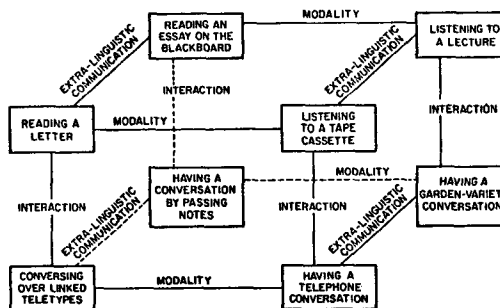 READING AN
ESSAY ON THE
BLACKBOARD
MODALITY
LISTENING TO
A LECTURE
EXTRA-LINGUISTIC
COMMUNICATION
EXTRA-LINGUISTIC
COMMUNICATION
INTERACTION
INTERACTION
READING A
LETTER
MODALITY
LISTENING
TO A TAPE
CASSETTE
HAVING A
CONVERSATION
BY PASSING
NOTES
MODALITY
HAVING A
GARDEN-VARIET
CONVERSATION
INTERACTION
EXTRA-LINGUISTIC
COMMUNICATION
INTERACTION
EXTRA-LINGUISTIC
COMMUNICATION
CONVERSING
OVER LINKED
TELETYPES
MODALITY
HAVING A
TELEPHONE
CONVERSATION